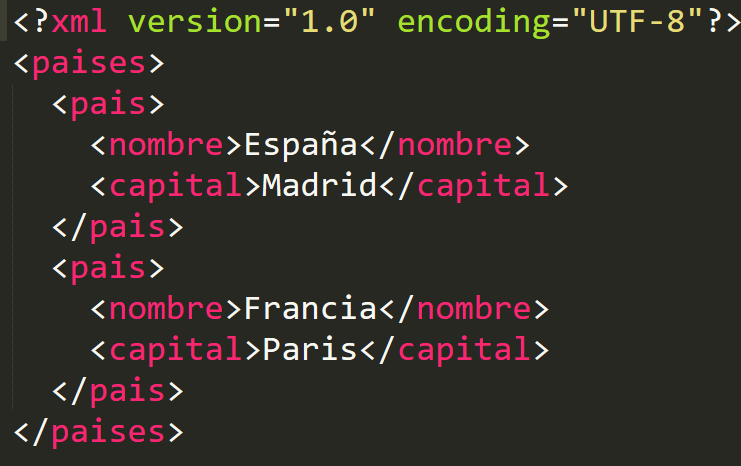 <?xml version="1.0" encoding="UTF-8"?>
<paises>
  <pais>
    <nombre>España</nombre>
    <capital>Madrid</capital>
  </pais>
  <pais>
    <nombre>Francia</nombre>
    <capital>Paris</capital>
  </pais>
</paises>